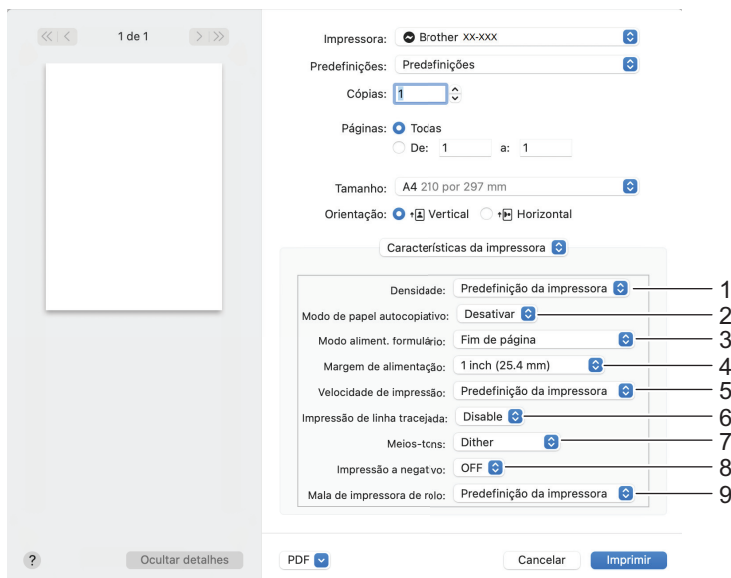 1 de 1
Impressora: Brother XX-XXX
Predefinições: Predefinições
Cópias: 1
Páginas: Tocas
De: 1 a: 1
Tamanho: A4 210 por 297 mm
Orientação: Vertical Horizontal
Características da impressora
Densidade: Predefinição da impressora 1
Modo de papel autocopiativo: Desativar 2
Modo aliment. formulário: Fim de página 3
Margem de alimentação: 1 inch (25.4 mm) 4
Velocidade de impressão: Predefinição da impressora 5
Impressão de linha tracejada: Disable 6
Meios-tons: Dither 7
Impressão a negativo: OFF 8
Mala de impressora de rolo: Predefinição da impressora 9
? Ocultar detalhes PDF Cancelar Imprimir